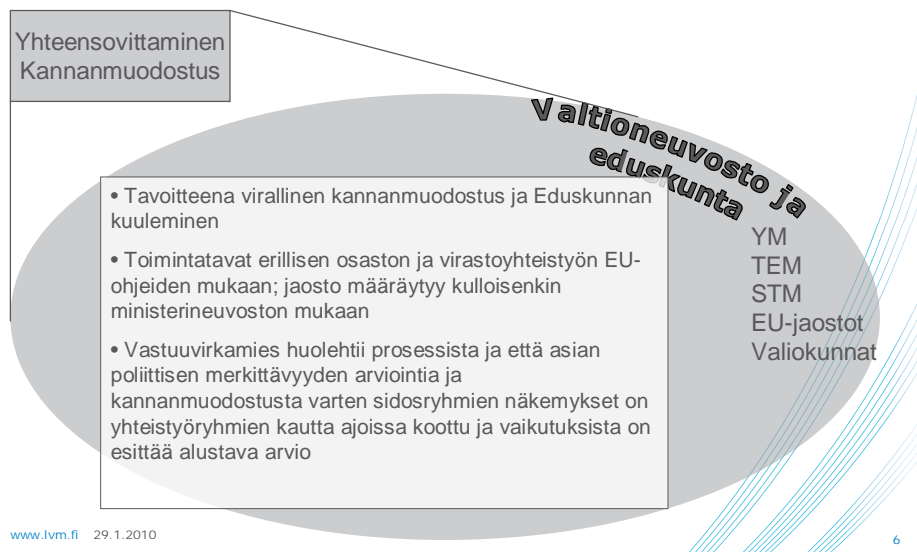 Yhteensovittaminen
Kannanmuodostus
Valtioneuvosto ja
eduskunta
• Tavoitteena virallinen kannanmuodostus ja Eduskunnan
kuuleminen
• Toimintatavat erillisen osaston ja virastoyhteistyön EU-
ohjeiden mukaan; jaosto määräytyy kulloisenkin
ministerineuvoston mukaan
• Vastuuvirkamies huolehtii prosessista ja että asian
poliittisen merkittävyyden arviointia ja
kannanmuodostusta varten sidosryhmien näkemykset on
yhteistyöryhmien kautta ajoissa koottu ja vaikutuksista on
esittää alustava arvio
YM
TEM
STM
EU-jaostot
Valiokunnat
www.lvm.fi 29.1.2010
6